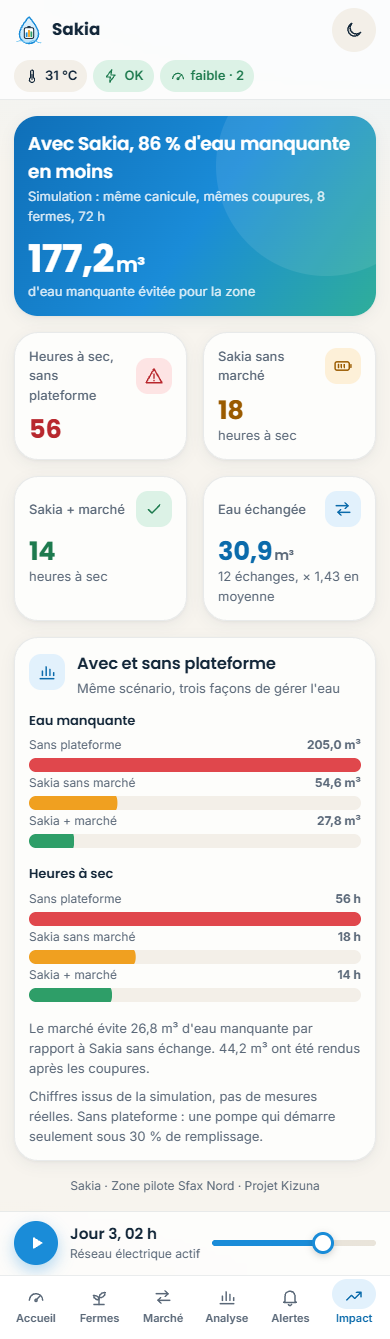 Sakia
31 °C
OK
faible · 2
Avec Sakia, 86 % d'eau manquante
en moins
Simulation : même canicule, mêmes coupures, 8
fermes, 72 h
177,2 m³
d'eau manquante évitée pour la zone
Heures à sec,
sans
plateforme
56
Sakia sans
marché
18
heures à sec
Sakia + marché
14
heures à sec
Eau échangée
30,9 m³
12 échanges, × 1,43 en
moyenne
Avec et sans plateforme
Même scénario, trois façons de gérer l'eau
Eau manquante
Sans plateforme 205,0 m³
Sakia sans marché 54,6 m³
Sakia + marché 27,8 m³
Heures à sec
Sans plateforme 56 h
Sakia sans marché 18 h
Sakia + marché 14 h
Le marché évite 26,8 m³ d'eau manquante par
rapport à Sakia sans échange. 44,2 m³ ont été rendus
après les coupures.
Chiffres issus de la simulation, pas de mesures
réelles. Sans plateforme : une pompe qui démarre
seulement sous 30 % de remplissage.
Sakia · Zone pilote Sfax Nord · Projet Kizuna
Jour 3, 02 h
Réseau électrique actif
Accueil Fermes Marché Analyse Alertes Impact